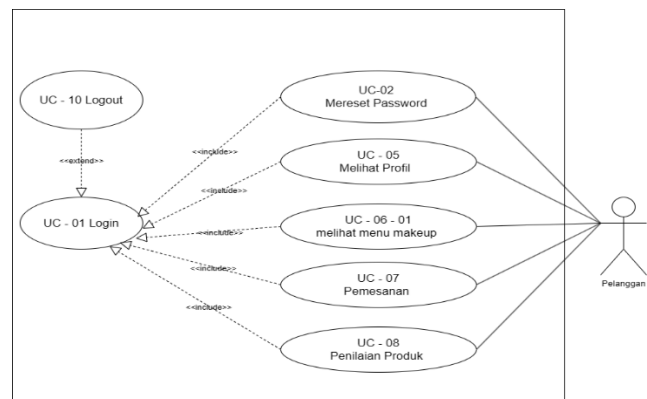 UC - 10 Logout
<<extend>>
UC - 01 Login
UC-02
Mereset Password
<<include>>
UC - 05
Melihat Profil
<<include>>
UC - 06 - 01
melihat menu makeup
<<include>>
UC - 07
Pemesanan
<<include>>
UC - 08
Penilaian Produk
<<include>>
Pelanggan